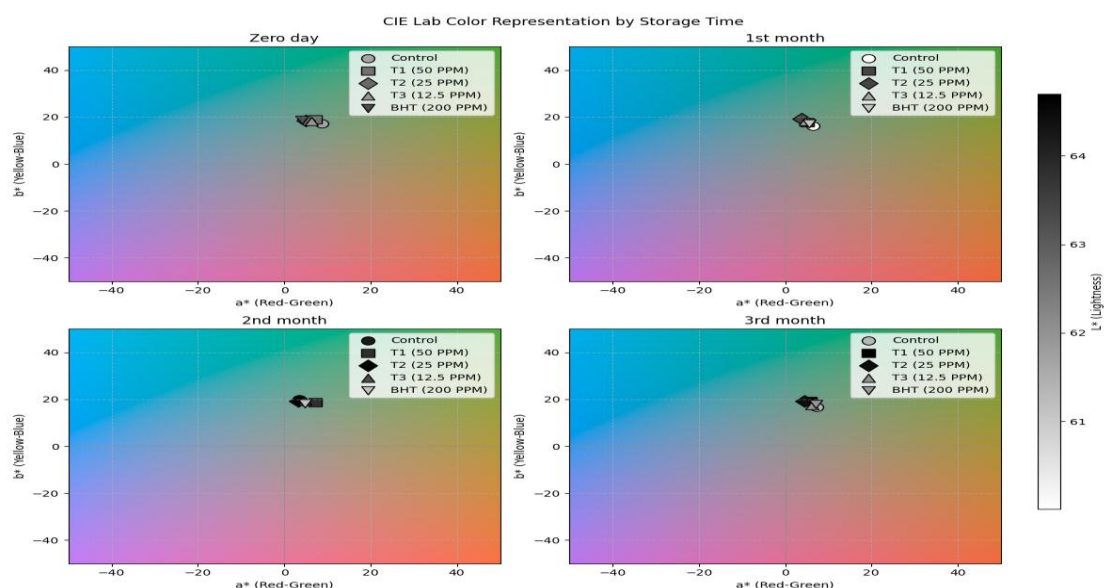 CIE Lab Color Representation by Storage Time
Zero day
40
20
0
−20
−40
b* (Yellow-Blue)
−40
−20
0
20
40
a* (Red-Green)
Control
T1 (50 PPM)
T2 (25 PPM)
T3 (12.5 PPM)
BHT (200 PPM)
1st month
40
20
0
−20
−40
b* (Yellow-Blue)
−40
−20
0
20
40
a* (Red-Green)
Control
T1 (50 PPM)
T2 (25 PPM)
T3 (12.5 PPM)
BHT (200 PPM)
2nd month
40
20
0
−20
−40
b* (Yellow-Blue)
−40
−20
0
20
40
a* (Red-Green)
Control
T1 (50 PPM)
T2 (25 PPM)
T3 (12.5 PPM)
BHT (200 PPM)
3rd month
40
20
0
−20
−40
b* (Yellow-Blue)
−40
−20
0
20
40
a* (Red-Green)
Control
T1 (50 PPM)
T2 (25 PPM)
T3 (12.5 PPM)
BHT (200 PPM)
64
63
62
61
L* (Lightness)